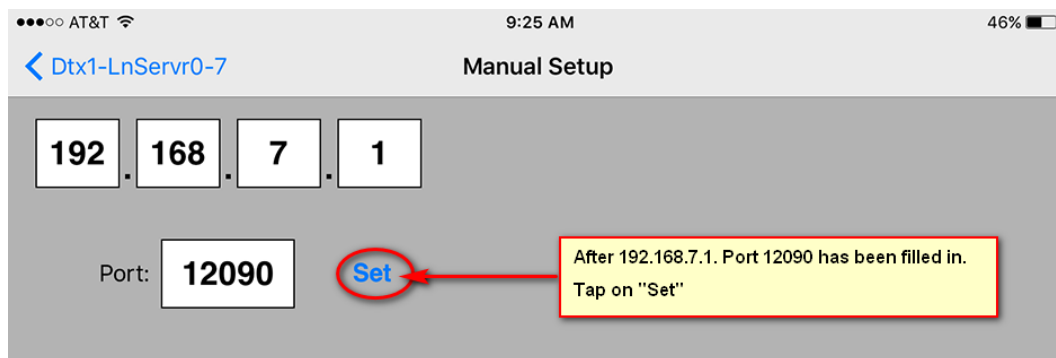 AT&T 9:25 AM 46%
Dtx1-LnServr0-7 Manual Setup
192 . 168 . 7 . 1
Port: 12090 Set
After 192.168.7.1. Port 12090 has been filled in.
Tap on "Set"